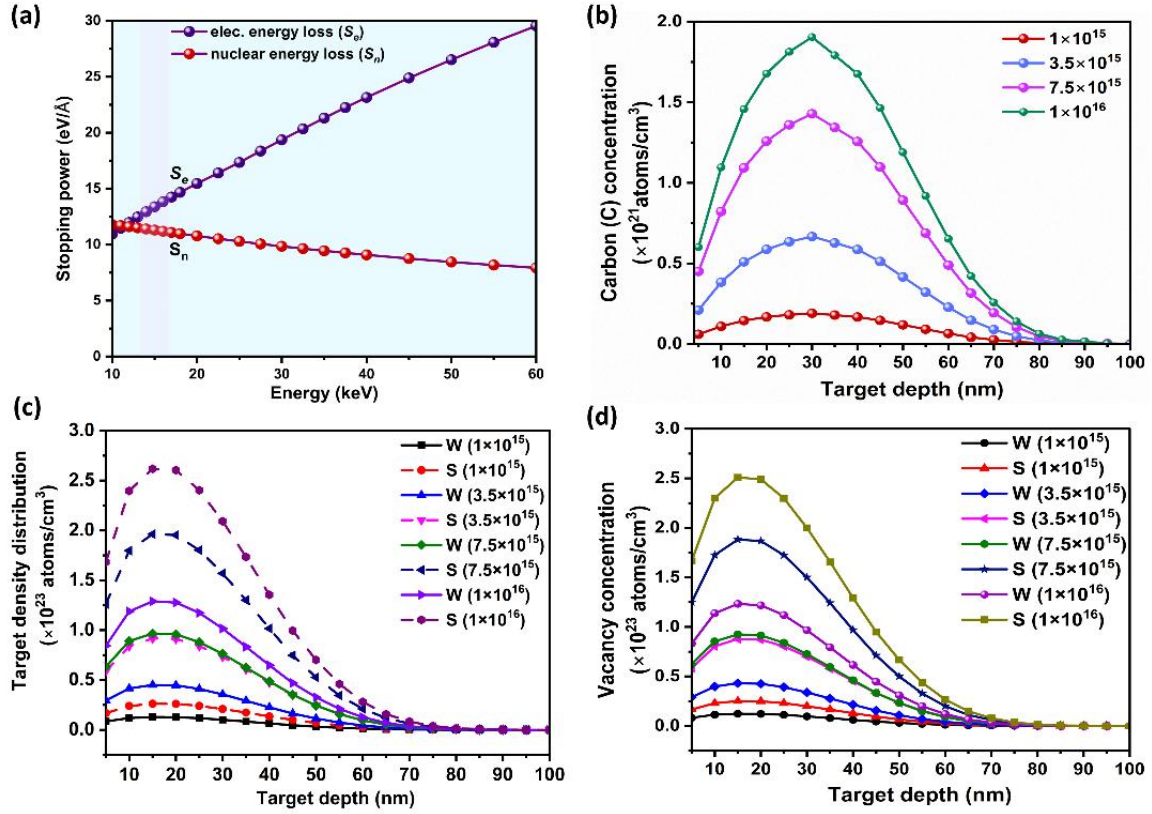 (a)
elec. energy loss (Sₑ)
nuclear energy loss (Sₙ)
Sₑ
Sₙ
Stopping power (eV/Å)
30
25
20
15
10
5
0
10 20 30 40 50 60
Energy (keV)
(b)
1×10¹⁵
3.5×10¹⁵
7.5×10¹⁵
1×10¹⁶
Carbon (C) concentration
(×10²¹atoms/cm³)
2.0
1.5
1.0
0.5
0.0
10 20 30 40 50 60 70 80 90 100
Target depth (nm)
(c)
W (1×10¹⁵)
S (1×10¹⁵)
W (3.5×10¹⁵)
S (3.5×10¹⁵)
W (7.5×10¹⁵)
S (7.5×10¹⁵)
W (1×10¹⁶)
S (1×10¹⁶)
Target density distribution
(×10²³ atoms/cm³)
3.0
2.5
2.0
1.5
1.0
0.5
0.0
10 20 30 40 50 60 70 80 90 100
Target depth (nm)
(d)
W (1×10¹⁵)
S (1×10¹⁵)
W (3.5×10¹⁵)
S (3.5×10¹⁵)
W (7.5×10¹⁵)
S (7.5×10¹⁵)
W (1×10¹⁶)
S (1×10¹⁶)
Vacancy concentration
(×10²³ atoms/cm³)
3.0
2.5
2.0
1.5
1.0
0.5
0.0
10 20 30 40 50 60 70 80 90 100
Target depth (nm)